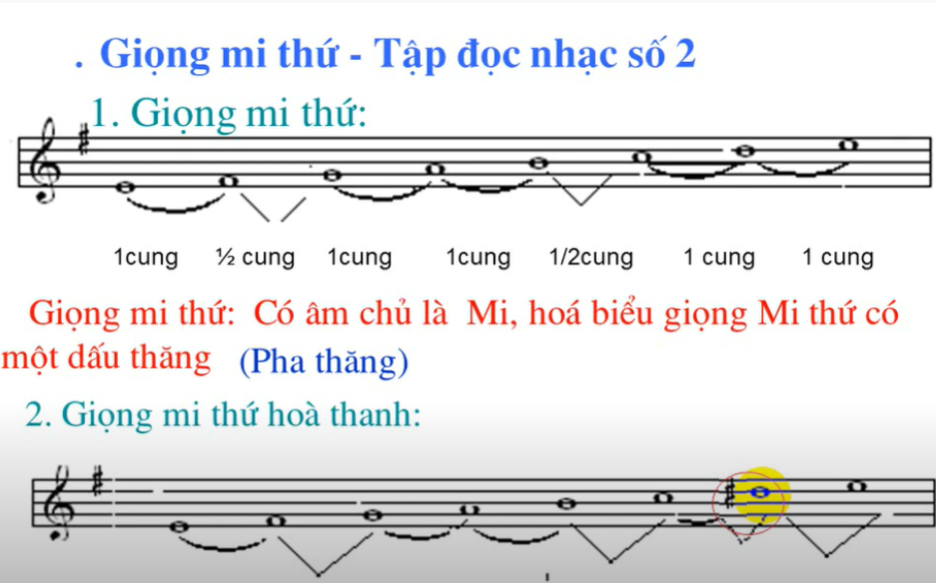 . Giọng mi thứ - Tập đọc nhạc số 2
1. Giọng mi thứ:
1cung ½ cung 1cung 1cung 1/2cung 1 cung 1 cung
Giọng mi thứ: Có âm chủ là Mi, hoá biểu giọng Mi thứ có
một dấu thăng (Pha thăng)
2. Giọng mi thứ hoà thanh: